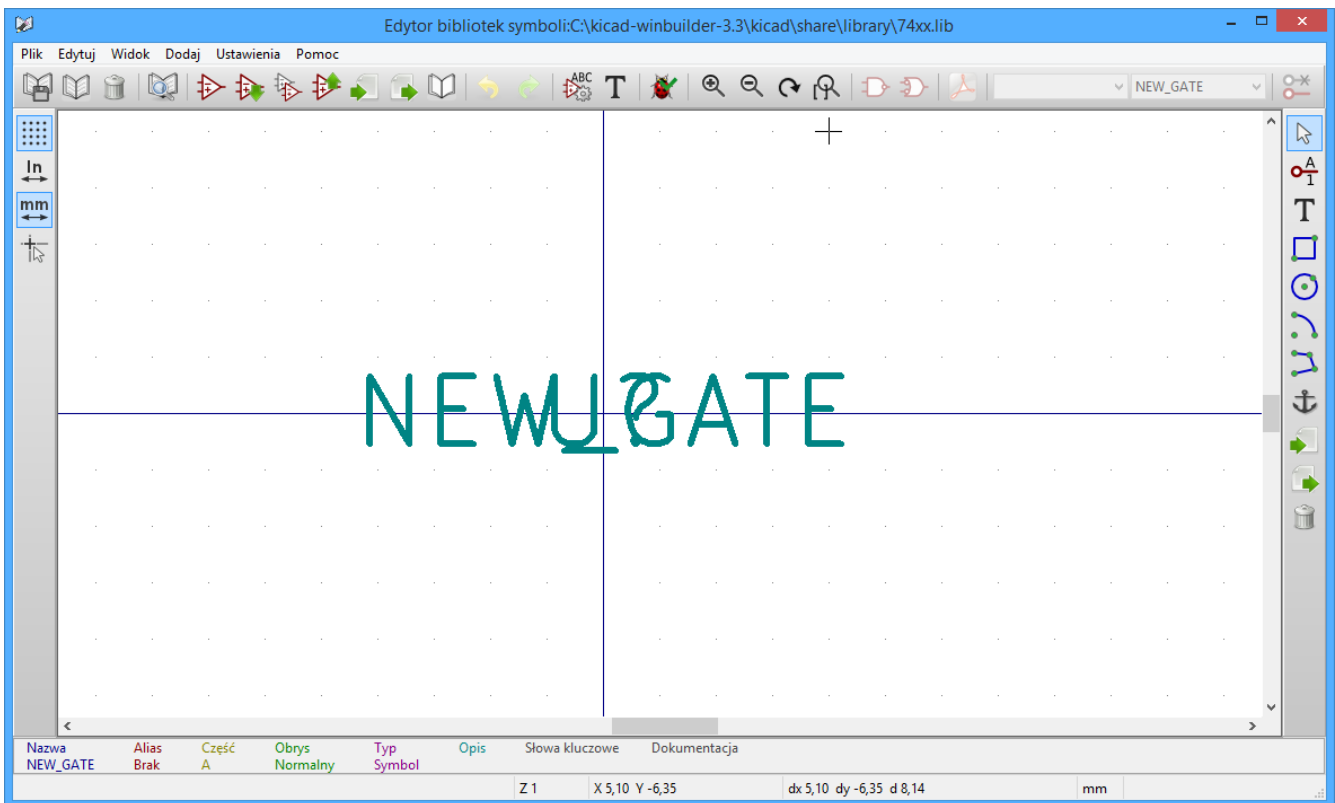 Edytor bibliotek symboli:C:\kicad-winbuilder-3.3\kicad\share\library\74xx.lib
Plik Edytuj Widok Dodaj Ustawienia Pomoc
ABC
T
NEW_GATE
In
mm
A
1
T
NEW_GATE
U?
Nazwa Alias Część Obrys Typ Opis Słowa kluczowe Dokumentacja
NEW_GATE Brak A Normalny Symbol
Z 1 X 5,10 Y -6,35 dx 5,10 dy -6,35 d 8,14 mm